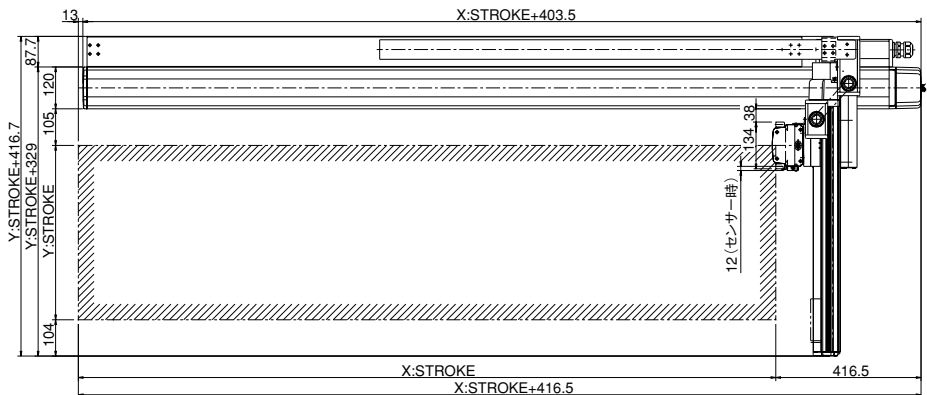 13
X:STROKE+403.5
87.7
120
105
38
134
Y:STROKE+416.7
Y:STROKE+329
Y:STROKE
12(センサー時)
104
X:STROKE
416.5
X:STROKE+416.5